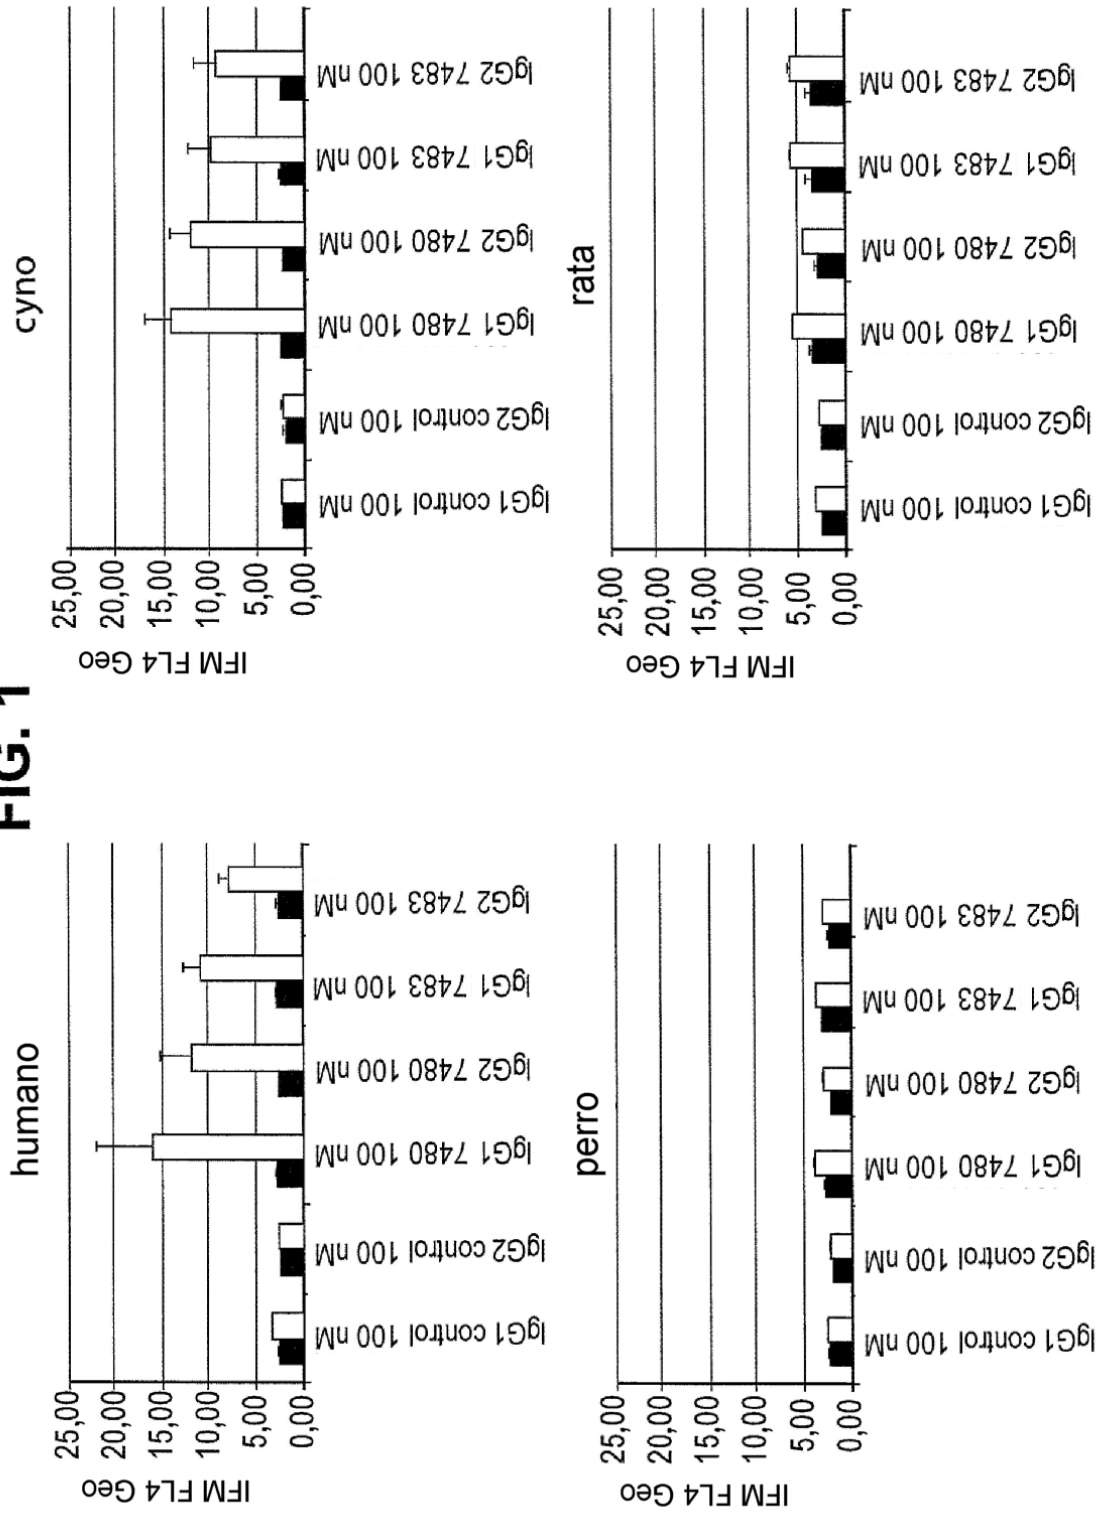 FIG. 1
humano
IFM FL4 Geo
25,00
20,00
15,00
10,00
5,00
0,00
IgG1 control 100 nM
IgG2 control 100 nM
IgG1 7480 100 nM
IgG2 7480 100 nM
IgG1 7483 100 nM
IgG2 7483 100 nM
cyno
IFM FL4 Geo
25,00
20,00
15,00
10,00
5,00
0,00
IgG1 control 100 nM
IgG2 control 100 nM
IgG1 7480 100 nM
IgG2 7480 100 nM
IgG1 7483 100 nM
IgG2 7483 100 nM
perro
IFM FL4 Geo
25,00
20,00
15,00
10,00
5,00
0,00
IgG1 control 100 nM
IgG2 control 100 nM
IgG1 7480 100 nM
IgG2 7480 100 nM
IgG1 7483 100 nM
IgG2 7483 100 nM
rata
IFM FL4 Geo
25,00
20,00
15,00
10,00
5,00
0,00
IgG1 control 100 nM
IgG2 control 100 nM
IgG1 7480 100 nM
IgG2 7480 100 nM
IgG1 7483 100 nM
IgG2 7483 100 nM